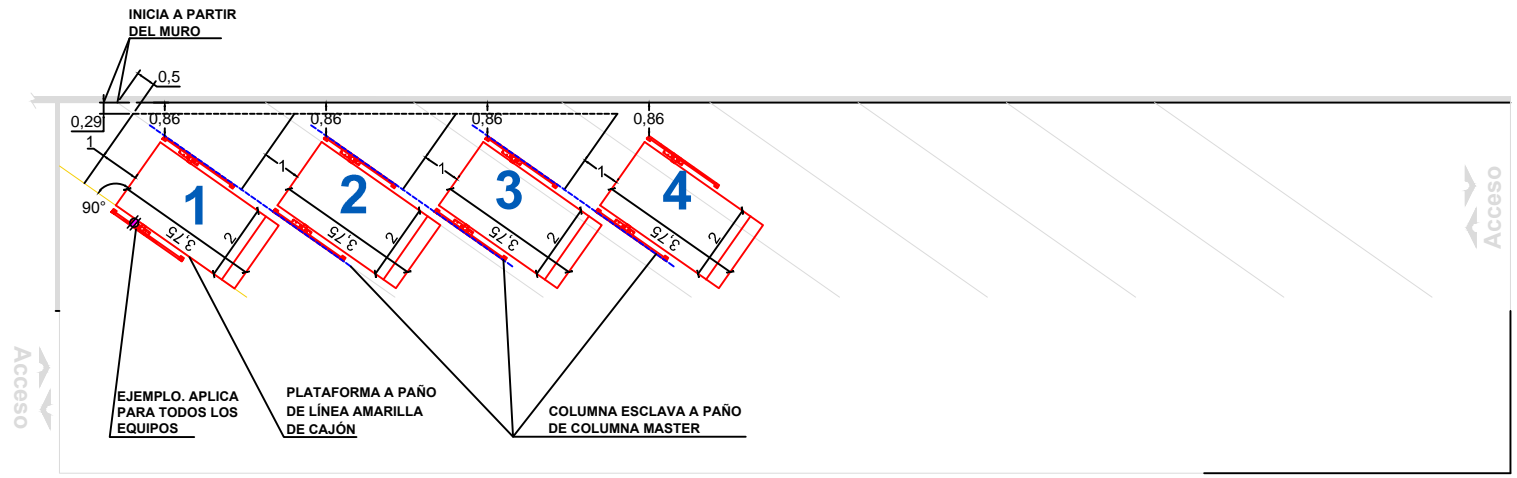 INICIA A PARTIR
DEL MURO
0,5
0,29
0,86
0,86
0,86
0,86
1
1
1
1
1
2
3
4
90°
3,75
2
3,75
2
3,75
2
3,75
2
Acceso
Acceso
EJEMPLO. APLICA
PARA TODOS LOS
EQUIPOS
PLATAFORMA A PAÑO
DE LÍNEA AMARILLA
DE CAJÓN
COLUMNA ESCLAVA A PAÑO
DE COLUMNA MASTER